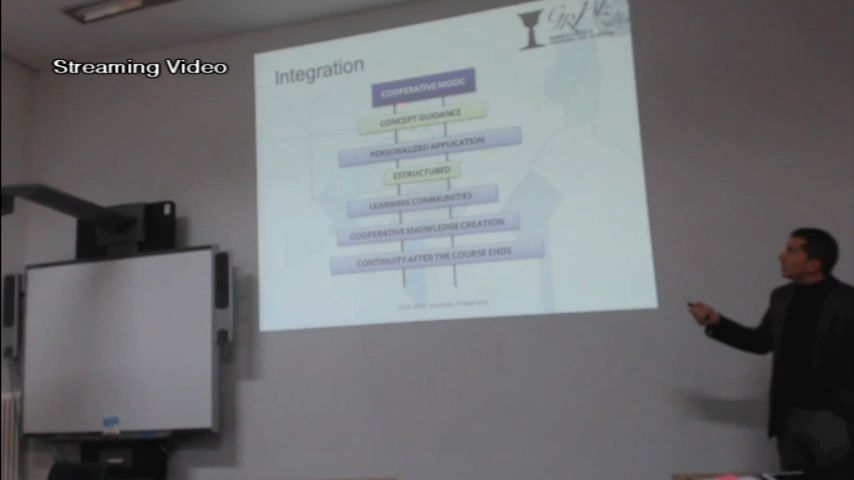 Streaming Video
Integration
COOPERATIVE MOOC
CONCEPT GUIDANCE
PERSONALIZED APPLICATION
ESTRUCTURED
LEARNING COMMUNITIES
COOPERATIVE KNOWLEDGE CREATION
CONTINUITY AFTER THE COURSE ENDS